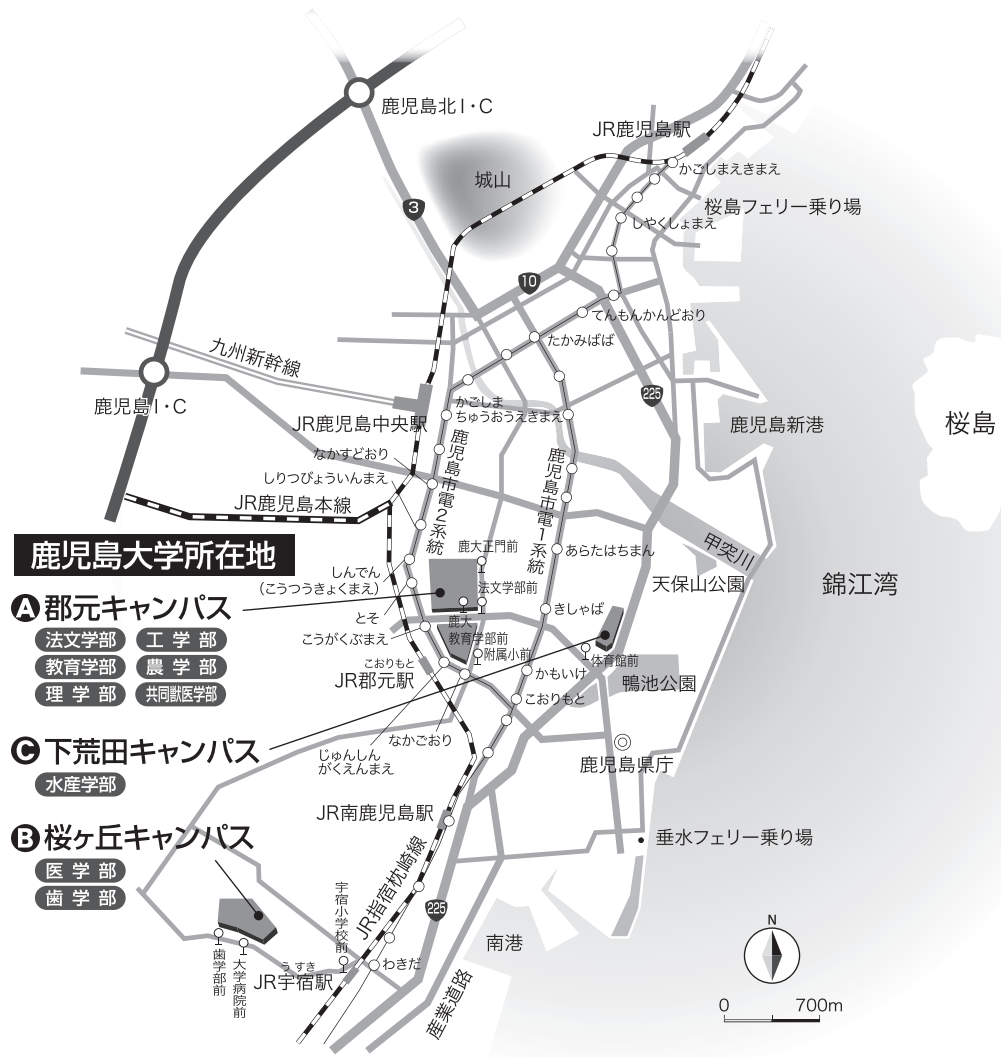 鹿児島北I・C
JR鹿児島駅
かごしまえきまえ
城山
桜島フェリー乗り場
しやくしょまえ
3
10
てんもんかんどおり
たかみばば
九州新幹線
225
鹿児島I・C
かごしま
ちゅうおうえきまえ
JR鹿児島中央駅
鹿児島新港
桜島
なかすどおり
しりつびょういんまえ
鹿児島市電2系統
鹿児島市電1系統
JR鹿児島本線
鹿児島大学所在地
鹿大正門前
あらたはちまん
甲突川
しんでん
(こうつうきょくまえ)
法文学部前
天保山公園
錦江湾
A 郡元キャンパス
法文学部
工学部
教育学部
農学部
理学部
共同獣医学部
とそ
鹿大
教育学部前
きしゃば
こうがくぶまえ
附属小前
体育館前
こおりもと
JR郡元駅
かもいけ
鴨池公園
こおりもと
C 下荒田キャンパス
水産学部
なかごおり
じゅんしん
がくえんまえ
鹿児島県庁
JR南鹿児島駅
B 桜ヶ丘キャンパス
医学部
歯学部
垂水フェリー乗り場
JR指宿枕崎線
宇宿小学校前
225
歯学部前
大学病院前
うすき
JR宇宿駅
わきだ
南港
産業道路
N
0
700m